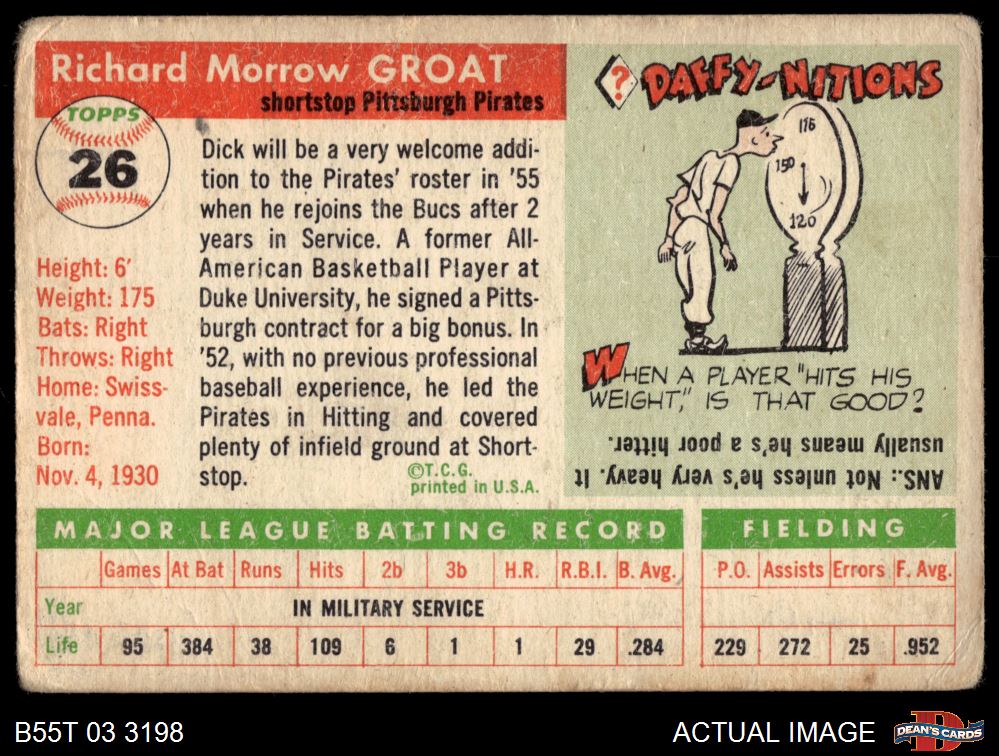 Richard Morrow GROAT
shortstop Pittsburgh Pirates
TOPPS
26
Dick will be a very welcome addi-
tion to the Pirates' roster in '55
when he rejoins the Bucs after 2
years in Service. A former All-
American Basketball Player at
Duke University, he signed a Pitts-
burgh contract for a big bonus. In
'52, with no previous professional
baseball experience, he led the
Pirates in Hitting and covered
plenty of infield ground at Short-
stop.
©T.C.G.
printed in U.S.A.
Height: 6'
Weight: 175
Bats: Right
Throws: Right
Home: Swiss-
vale, Penna.
Born:
Nov. 4, 1930
? DAFFY-NITIONS
176
150
120
WHEN A PLAYER "HITS HIS
WEIGHT," IS THAT GOOD?
ANS.: Not unless he's very heavy. It
usually means he's a poor hitter.
MAJOR LEAGUE BATTING RECORD
Games At Bat Runs Hits 2b 3b H.R. R.B.I. B. Avg.
Year IN MILITARY SERVICE
Life 95 384 38 109 6 1 1 29 .284
FIELDING
P.O. Assists Errors F. Avg.
229 272 25 .952
B55T 03 3198
ACTUAL IMAGE
DEAN'S CARDS